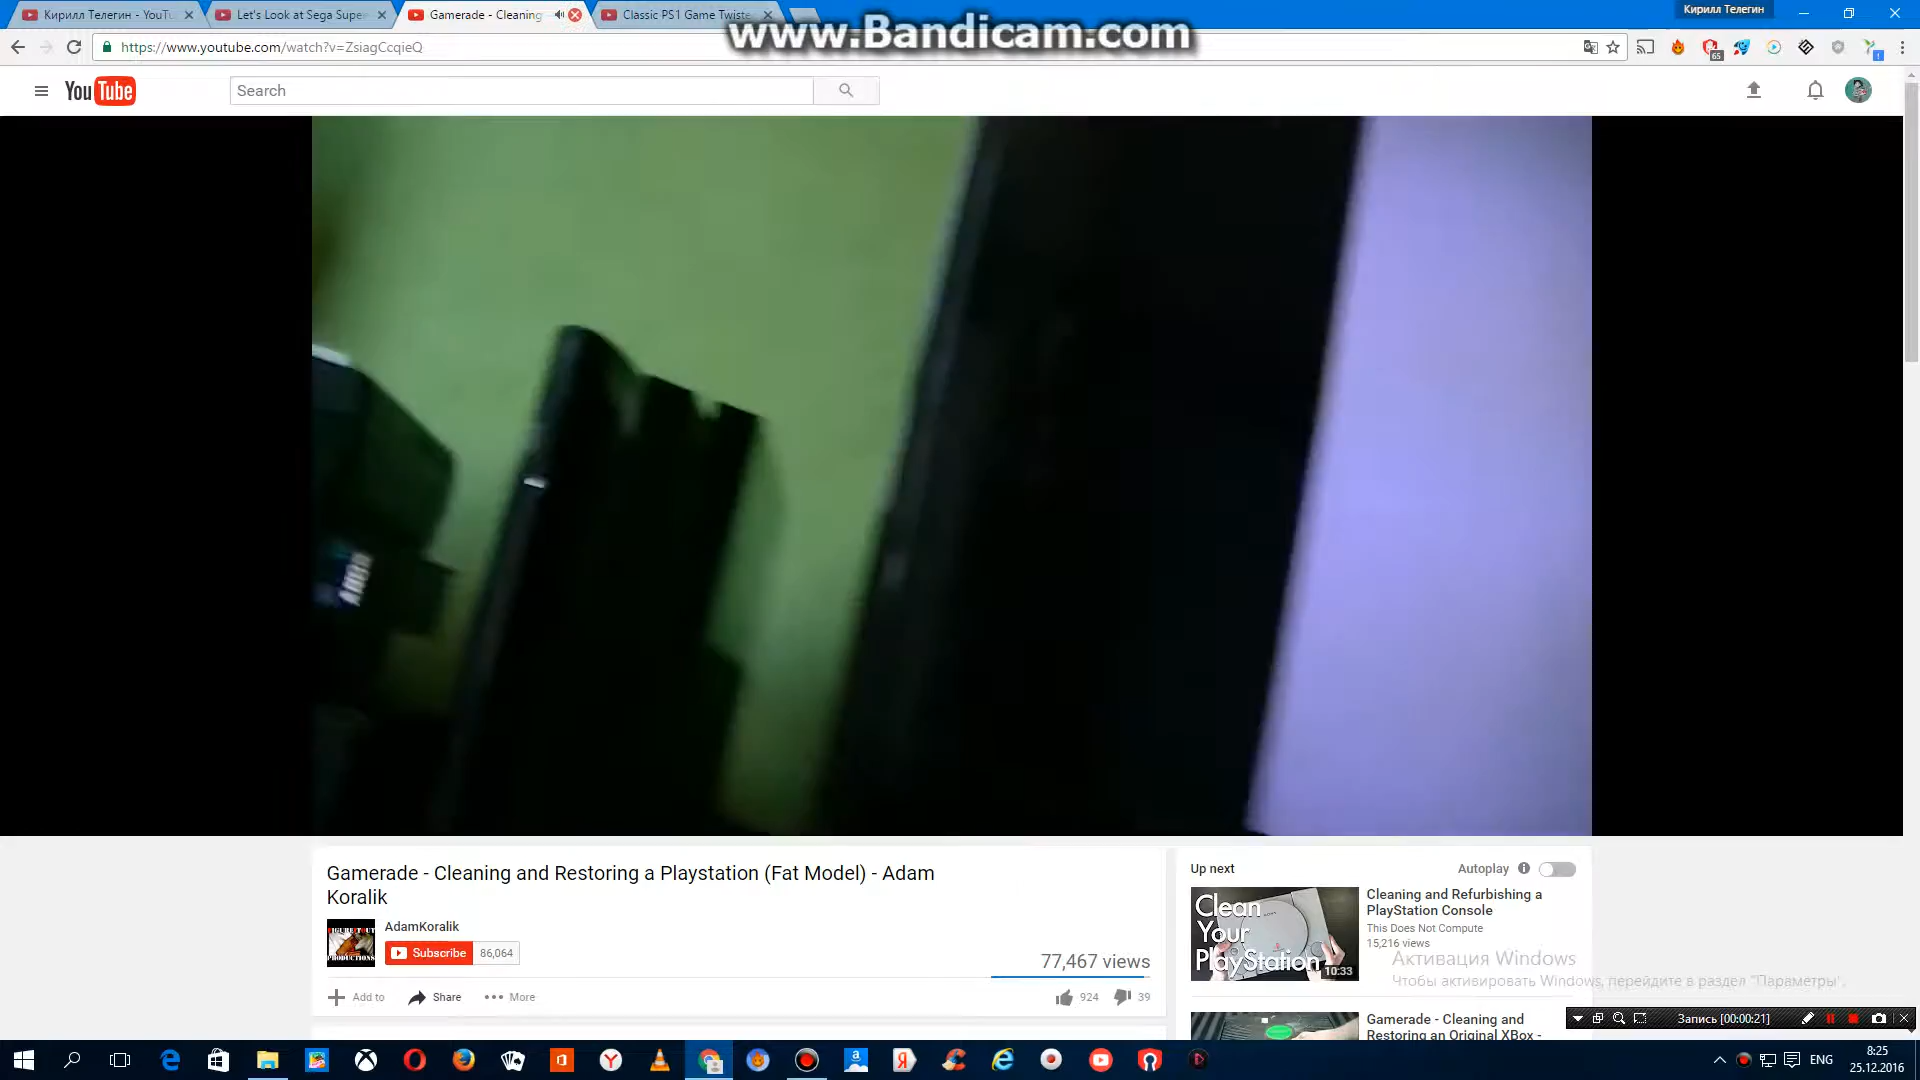 Кирилл Телегин - YouTu
Let's Look at Sega Supe
Gamerade - Cleaning
Classic PS1 Game Twiste
www.Bandicam.com
Кирилл Телегин
https://www.youtube.com/watch?v=ZsiagCcqieQ
65
YouTube
Search
Gamerade - Cleaning and Restoring a Playstation (Fat Model) - Adam
Koralik
AdamKoralik
Subscribe 86,064
77,467 views
Add to Share More
924 39
Up next
Autoplay
Clean
Your
PlayStation
10:33
Cleaning and Refurbishing a
PlayStation Console
This Does Not Compute
15,216 views
Активация Windows
Чтобы активировать Windows, перейдите в раздел "Параметры".
Gamerade - Cleaning and
Restoring an Original XBox -
Запись [00:00:21]
ENG
8:25
25.12.2016